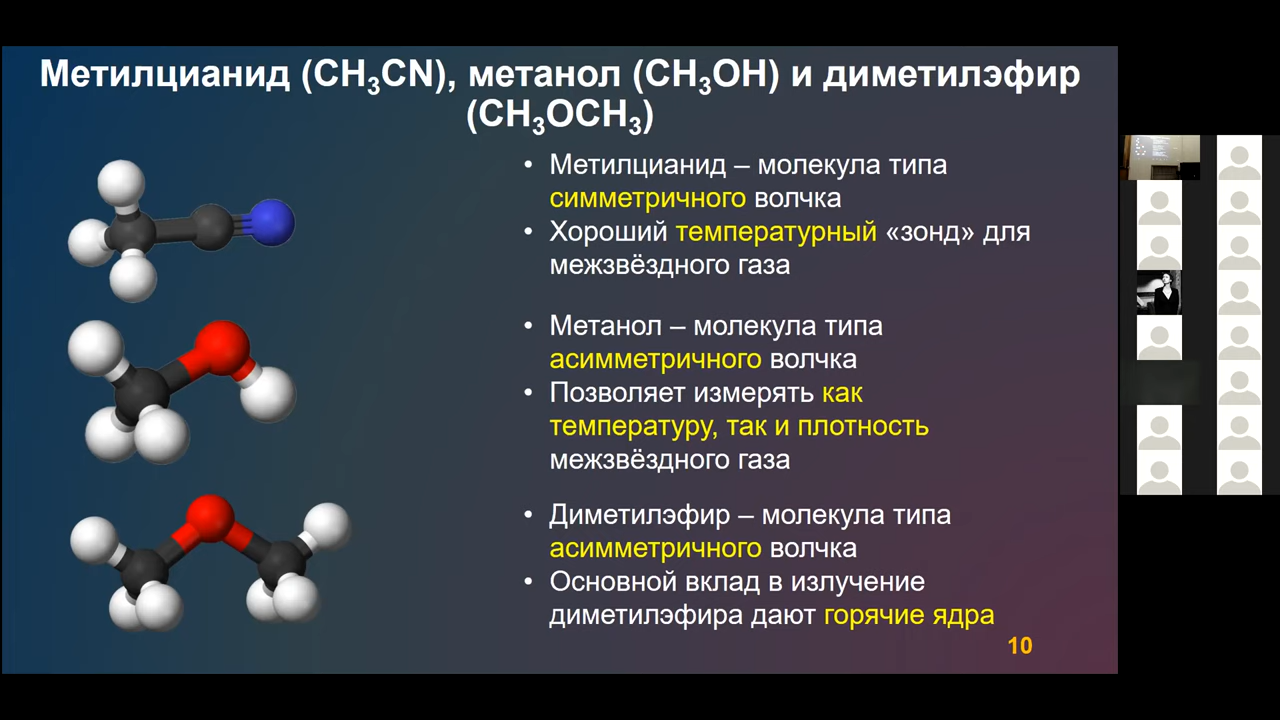 Метилцианид (CH₃CN), метанол (CH₃OH) и диметилэфир
(CH₃OCH₃)
• Метилцианид – молекула типа
симметричного волчка
• Хороший температурный «зонд» для
межзвёздного газа
• Метанол – молекула типа
асимметричного волчка
• Позволяет измерять как
температуру, так и плотность
межзвёздного газа
• Диметилэфир – молекула типа
асимметричного волчка
• Основной вклад в излучение
диметилэфира дают горячие ядра
10